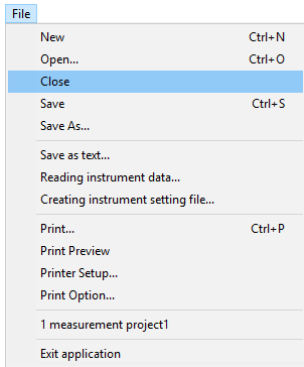 File
New Ctrl+N
Open... Ctrl+O
Close
Save Ctrl+S
Save As...
Save as text...
Reading instrument data...
Creating instrument setting file...
Print... Ctrl+P
Print Preview
Printer Setup...
Print Option...
1 measurement project1
Exit application